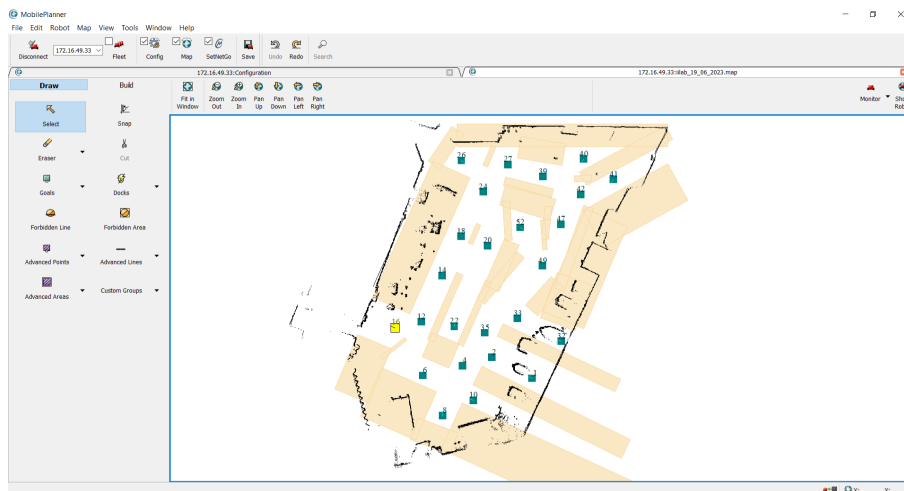 MobilePlanner
File Edit Robot Map View Tools Window Help
Disconnect 172.16.49.33 Fleet Config Map SetNetGo Save Undo Redo Search
172.16.49.33:Configuration 172.16.49.33:ilab_19_06_2023.map
Draw Build
Fit in Window Zoom Out Zoom In Pan Up Pan Down Pan Left Pan Right Monitor
Select Snap
Eraser Cut
Goals Docks
Forbidden Line Forbidden Area
Advanced Points Advanced Lines
Advanced Areas Custom Groups
26 27 40
39 41
24 42
52 47
18 20
49
14
16 12 22 35 33 32
4 2
6 1
8 10
X: Y: